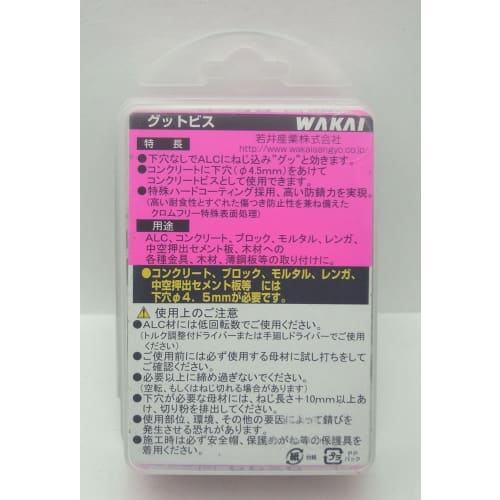 グットビス WAKAI
若井産業株式会社
特長 http://www.wakaisangyo.co.jp/
●下穴なしでALCにねじ込み"グッ"と効きます。
●コンクリートに下穴(φ4.5mm)をあけて
コンクリートビスとして使用できます。
●特殊ハードコーティング採用、高い防錆力を実現。
(高い耐食性とすぐれた傷つき防止性を兼ね備えた
クロムフリー特殊表面処理)
用途
ALC、コンクリート、ブロック、モルタル、レンガ、
中空押出セメント板、木材への
各種金具、木材、薄鋼板等の取り付けに。
●コンクリート、ブロック、モルタル、レンガ、
中空押出セメント板等 には
下穴φ4.5mmが必要です。
使用上のご注意
●ALC材には低回転数でご使用ください。
(トルク調整付ドライバーまたは手廻しドライバーでご使用
ください)
●ご使用前には必ず使用する母材に試し打ちをして
ご確認ください。
●必要以上に締め過ぎないでください。
(空転、もしくはねじ切れる場合があります)
●下穴が必要な母材には、ねじ長さ+10mm以上あ
け、切り粉を排出してください。
●使用部位、環境、その他の要因によって錆びを
発生させる恐れがあります。
●施工時は必ず安全帽、保護めがね等の保護具を
着用ください。
紙 台紙 プラ PP パック